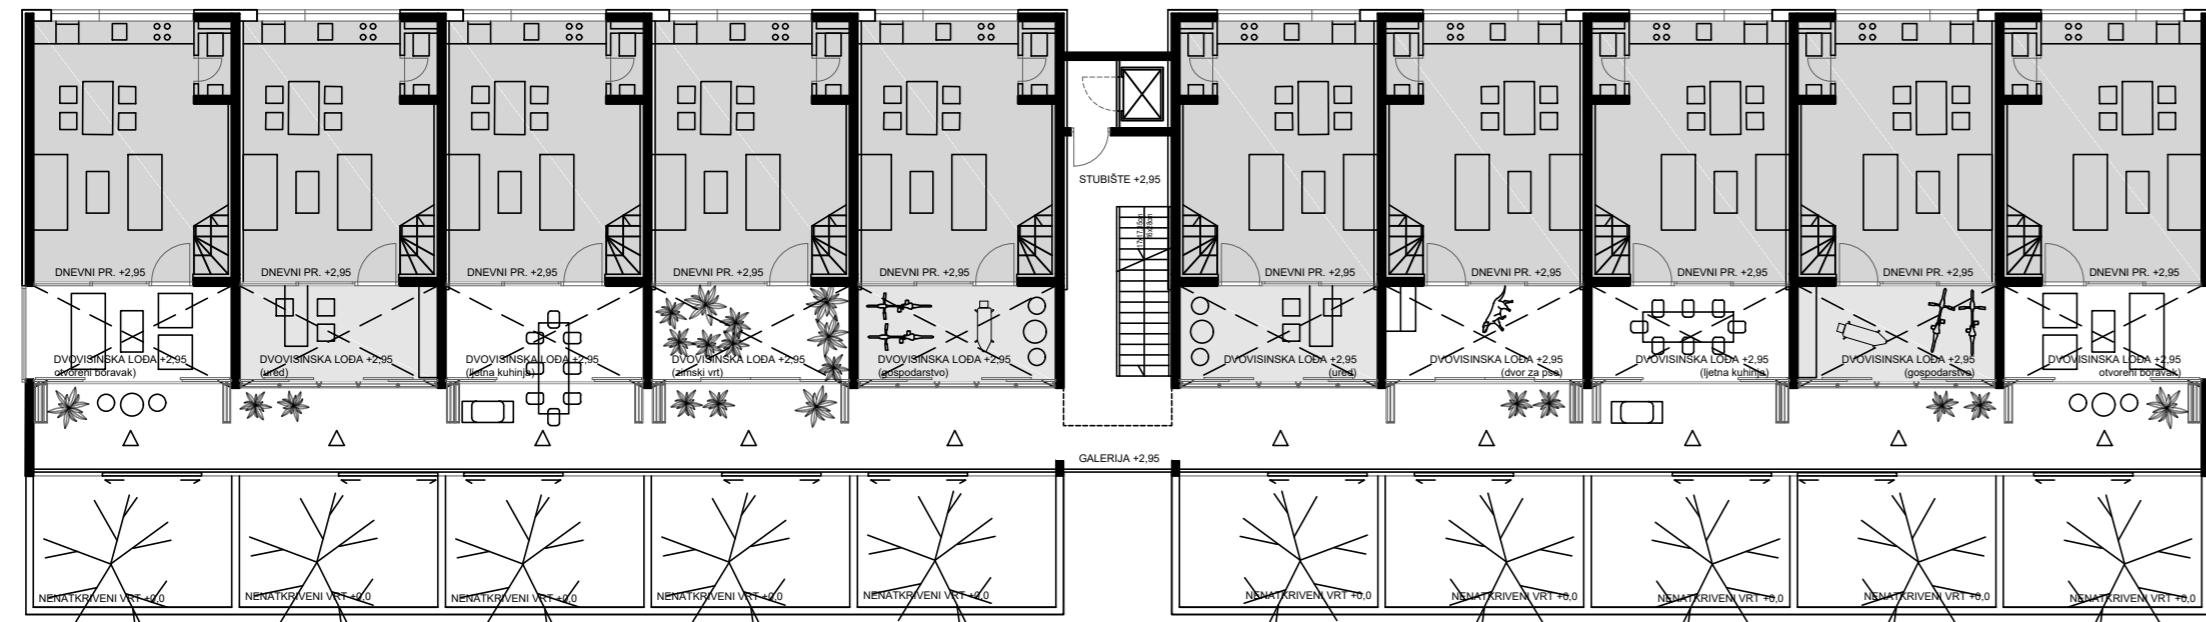 STUBIŠTE +2,95
17x17,35cm
16x28cm
DNEVNI PR. +2,95
DNEVNI PR. +2,95
DNEVNI PR. +2,95
DNEVNI PR. +2,95
DNEVNI PR. +2,95
DNEVNI PR. +2,95
DNEVNI PR. +2,95
DNEVNI PR. +2,95
DNEVNI PR. +2,95
DNEVNI PR. +2,95
DVOVISINSKA LOĐA +2,95
otvoreni boravak)
DVOVISINSKA LOĐA +2,95
(ured)
DVOVISINSKA LOĐA +2,95
(ljetna kuhinja)
DVOVISINSKA LOĐA +2,95
(zimski vrt)
DVOVISINSKA LOĐA +2,95
(gospodarstvo)
DVOVISINSKA LOĐA +2,95
(ured)
DVOVISINSKA LOĐA +2,95
(dvor za pse)
DVOVISINSKA LOĐA +2,95
(ljetna kuhinja)
DVOVISINSKA LOĐA +2,95
(gospodarstvo)
DVOVISINSKA LOĐA +2,95
otvoreni boravak)
GALERIJA +2,95
NENATKRIVENI VRT +0,0
NENATKRIVENI VRT +0,0
NENATKRIVENI VRT +0,0
NENATKRIVENI VRT +0,0
NENATKRIVENI VRT +0,0
NENATKRIVENI VRT +0,0
NENATKRIVENI VRT +0,0
NENATKRIVENI VRT +0,0
NENATKRIVENI VRT +0,0
NENATKRIVENI VRT +0,0